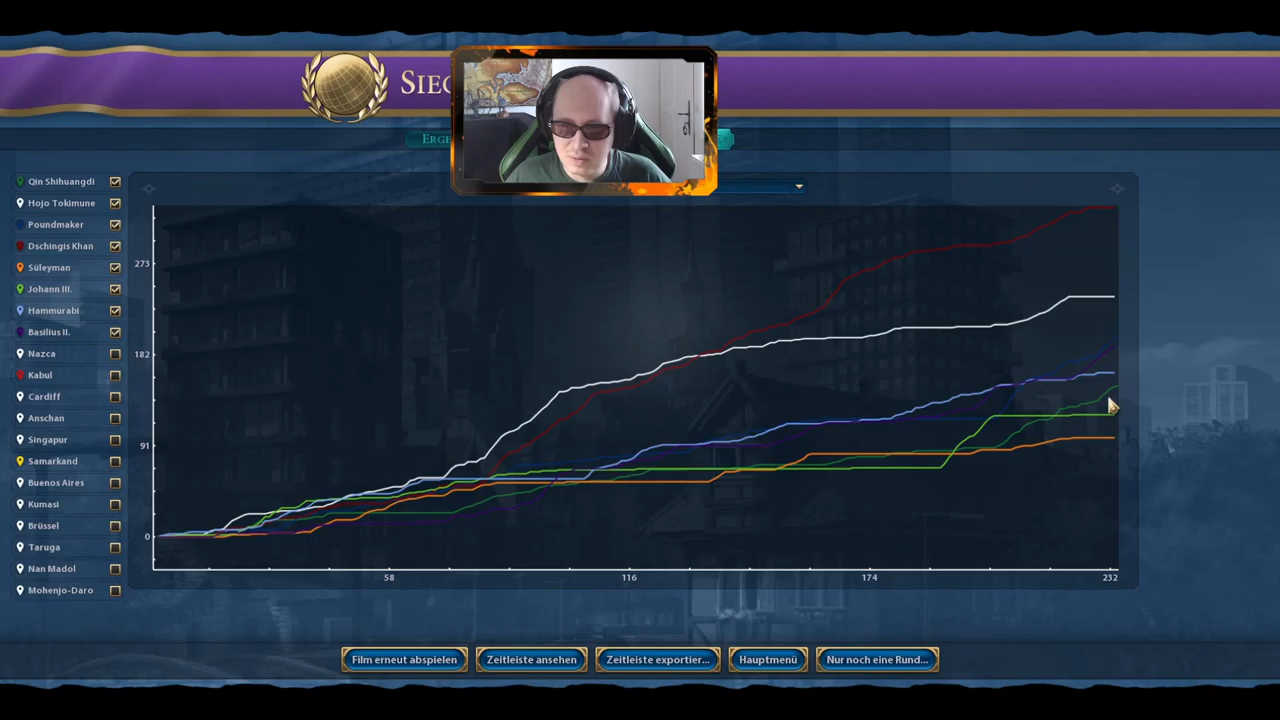 SIEG
ERGE
Qin Shihuangdi
Hojo Tokimune
Poundmaker
Dschingis Khan
Süleyman
Johann III.
Hammurabi
Basilius II.
Nazca
Kabul
Cardiff
Anschan
Singapur
Samarkand
Buenos Aires
Kumasi
Brüssel
Taruga
Nan Madol
Mohenjo-Daro
273
182
91
0
58 116 174 232
Film erneut abspielen Zeitleiste ansehen Zeitleiste exportier... Hauptmenü Nur noch eine Rund...